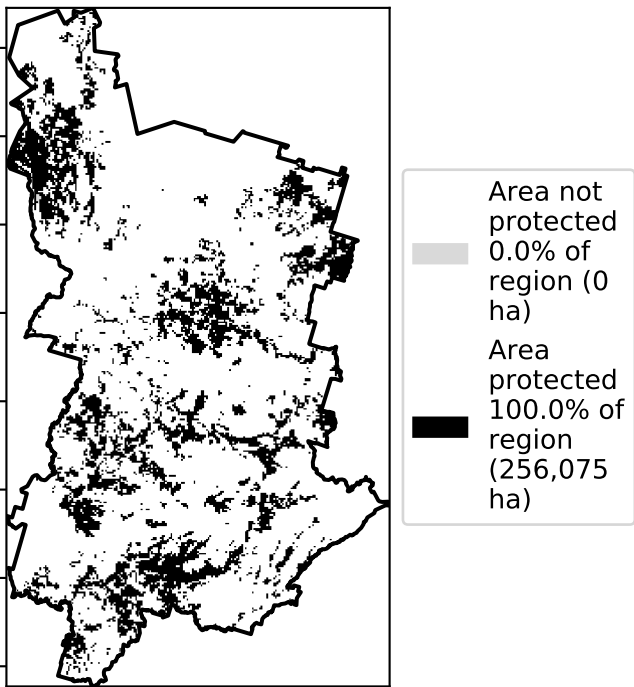 Area not
protected
0.0% of
region (0
ha)
Area
protected
100.0% of
region
(256,075
ha)